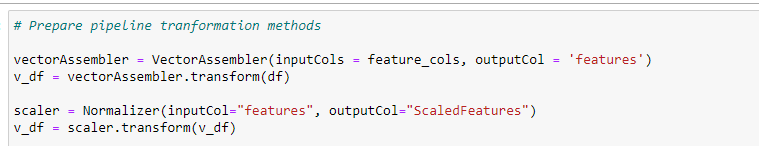 # Prepare pipeline tranformation methods
vectorAssembler = VectorAssembler(inputCols = feature_cols, outputCol = 'features')
v_df = vectorAssembler.transform(df)
scaler = Normalizer(inputCol="features", outputCol="ScaledFeatures")
v_df = scaler.transform(v_df)